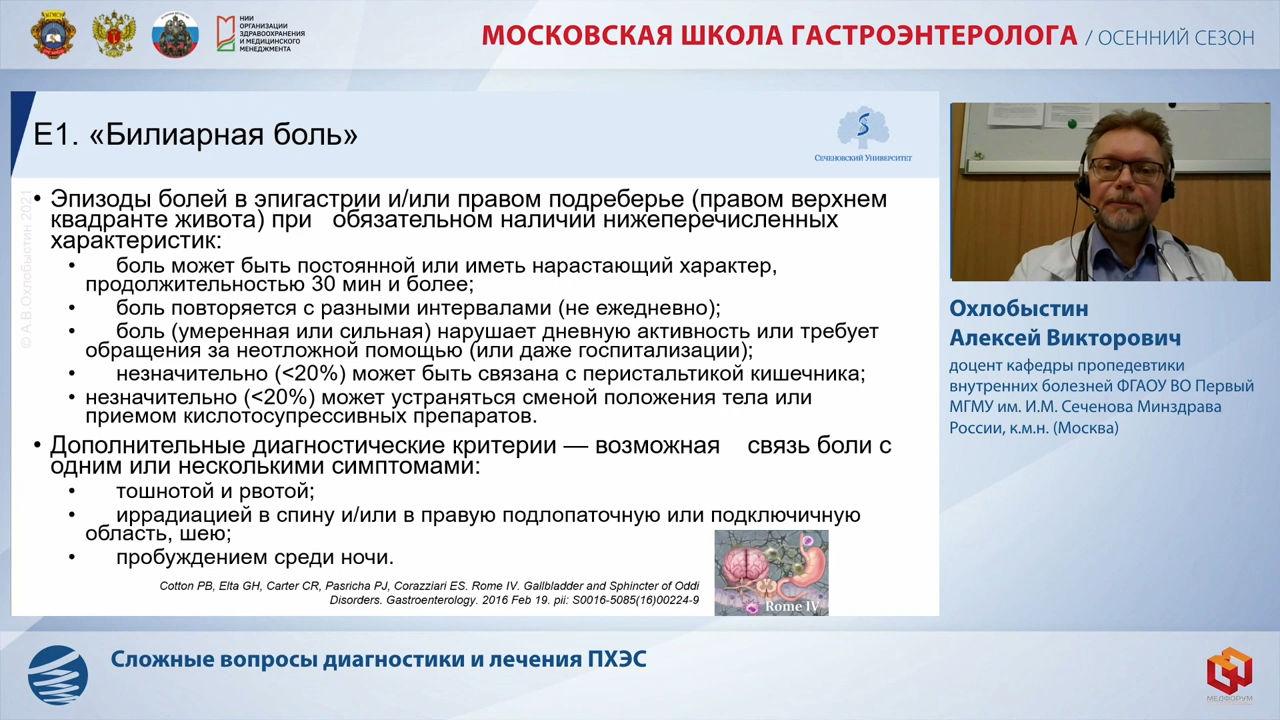 НИИ
ОРГАНИЗАЦИИ
ЗДРАВООХРАНЕНИЯ
И МЕДИЦИНСКОГО
МЕНЕДЖМЕНТА
МОСКОВСКАЯ ШКОЛА ГАСТРОЭНТЕРОЛОГА / ОСЕННИЙ СЕЗОН
E1. «Билиарная боль»
СЕЧЕНОВСКИЙ УНИВЕРСИТЕТ
© А.В.Охлобыстин 2021
• Эпизоды болей в эпигастрии и/или правом подреберье (правом верхнем
квадранте живота) при обязательном наличии нижеперечисленных
характеристик:
• боль может быть постоянной или иметь нарастающий характер,
продолжительностью 30 мин и более;
• боль повторяется с разными интервалами (не ежедневно);
• боль (умеренная или сильная) нарушает дневную активность или требует
обращения за неотложной помощью (или даже госпитализации);
• незначительно (<20%) может быть связана с перистальтикой кишечника;
• незначительно (<20%) может устраняться сменой положения тела или
приемом кислотосупрессивных препаратов.
• Дополнительные диагностические критерии — возможная связь боли с
одним или несколькими симптомами:
• тошнотой и рвотой;
• иррадиацией в спину и/или в правую подлопаточную или подключичную
область, шею;
• пробуждением среди ночи.
Cotton PB, Elta GH, Carter CR, Pasricha PJ, Corazziari ES. Rome IV. Gallbladder and Sphincter of Oddi
Disorders. Gastroenterology. 2016 Feb 19. pii: S0016-5085(16)00224-9
Rome IV
Охлобыстин
Алексей Викторович
доцент кафедры пропедевтики
внутренних болезней ФГАОУ ВО Первый
МГМУ им. И.М. Сеченова Минздрава
России, к.м.н. (Москва)
Сложные вопросы диагностики и лечения ПХЭС
МЕДФОРУМ